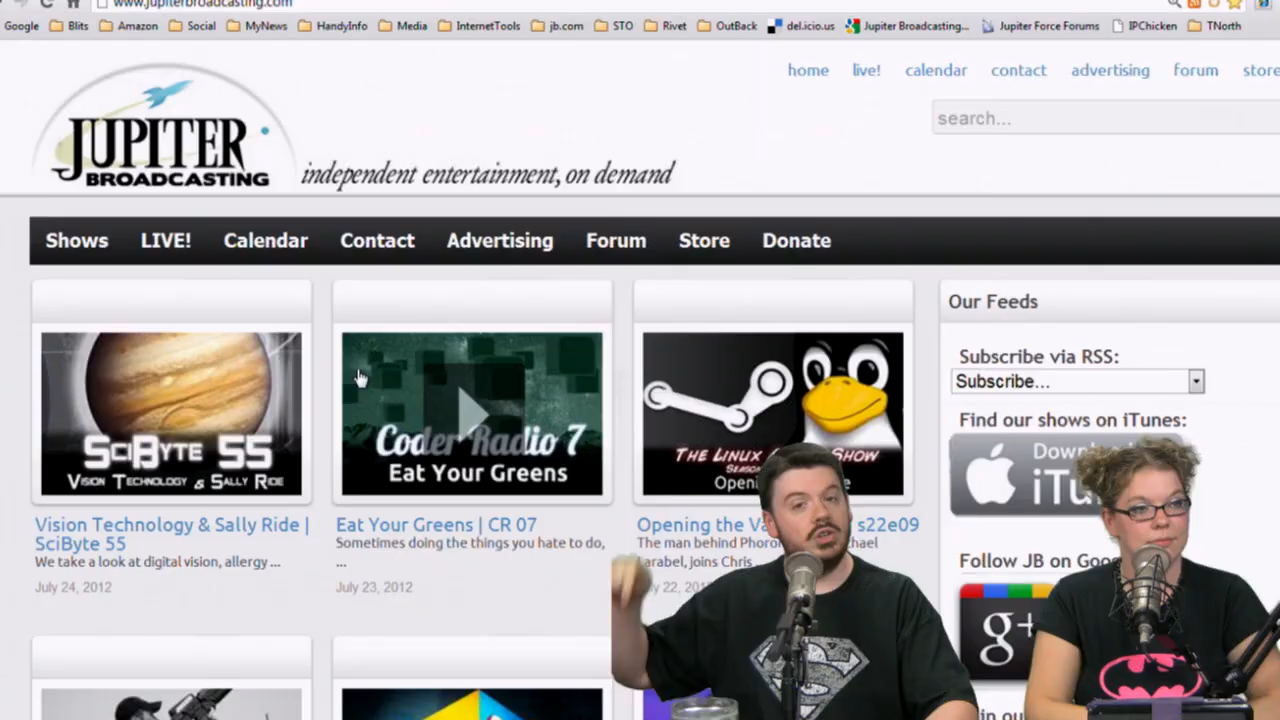 www.jupiterbroadcasting.com
Google Blits Amazon Social MyNews HandyInfo Media InternetTools jb.com STO Rivet OutBack del.icio.us Jupiter Broadcasting... Jupiter Force Forums IPChicken TNorth
home live! calendar contact advertising forum store
JUPITER
BROADCASTING
independent entertainment, on demand
search...
Shows LIVE! Calendar Contact Advertising Forum Store Donate
Our Feeds
Subscribe via RSS:
Subscribe...
Find our shows on iTunes:
SciByte 55
Vision Technology & Sally Ride
Coder Radio 7
Eat Your Greens
The Linux Show
Vision Technology & Sally Ride |
SciByte 55
We take a look at digital vision, allergy ...
July 24, 2012
Eat Your Greens | CR 07
Sometimes doing the things you hate to do,
...
July 23, 2012
Opening the s22e09
The man behind
joins Chris
22, 
Follow JB on
g+